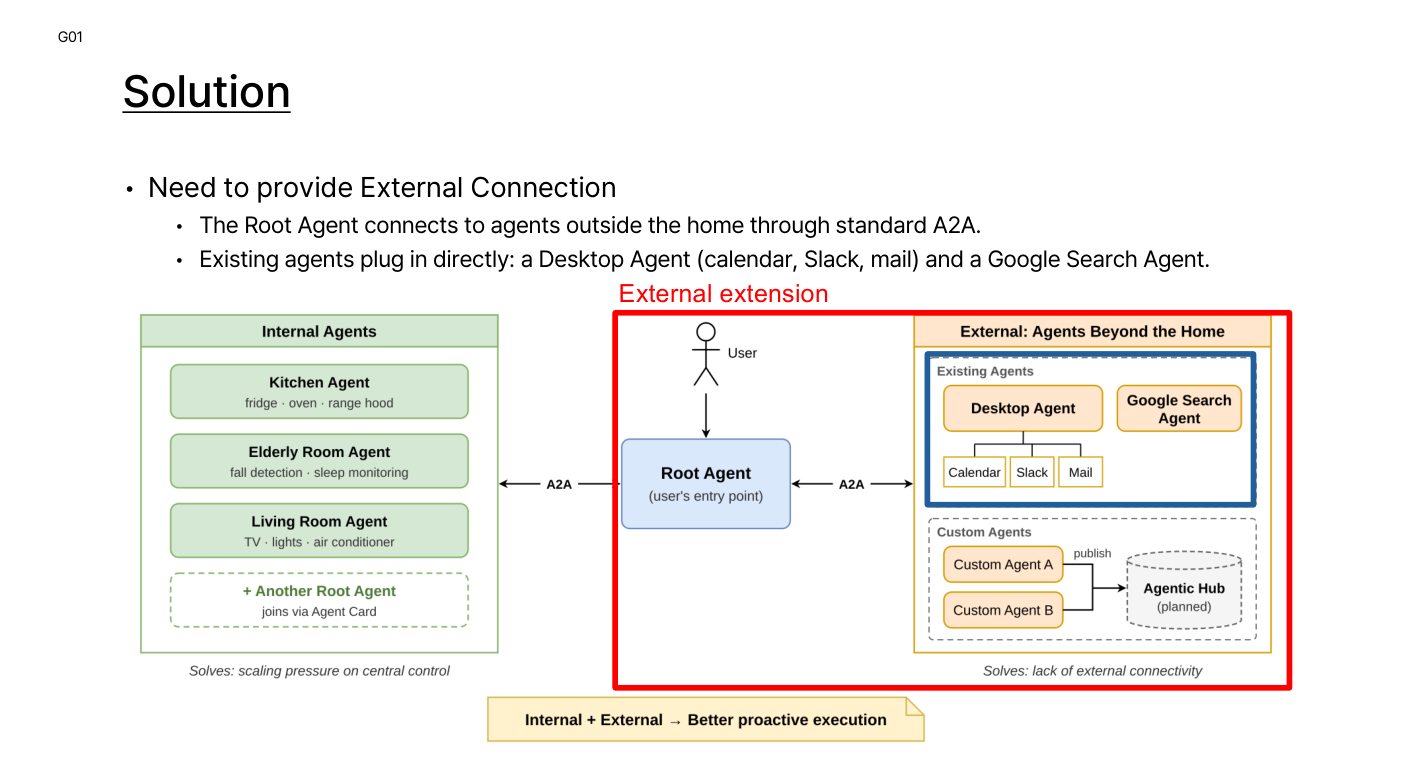 G01
Solution
• Need to provide External Connection
• The Root Agent connects to agents outside the home through standard A2A.
• Existing agents plug in directly: a Desktop Agent (calendar, Slack, mail) and a Google Search Agent.
External extension
Internal Agents
Kitchen Agent
fridge · oven · range hood
Elderly Room Agent
fall detection · sleep monitoring
Living Room Agent
TV · lights · air conditioner
+ Another Root Agent
joins via Agent Card
Solves: scaling pressure on central control
A2A
User
Root Agent
(user's entry point)
A2A
External: Agents Beyond the Home
Existing Agents
Desktop Agent
Google Search
Agent
Calendar
Slack
Mail
Custom Agents
Custom Agent A
publish
Custom Agent B
Agentic Hub
(planned)
Solves: lack of external connectivity
Internal + External → Better proactive execution